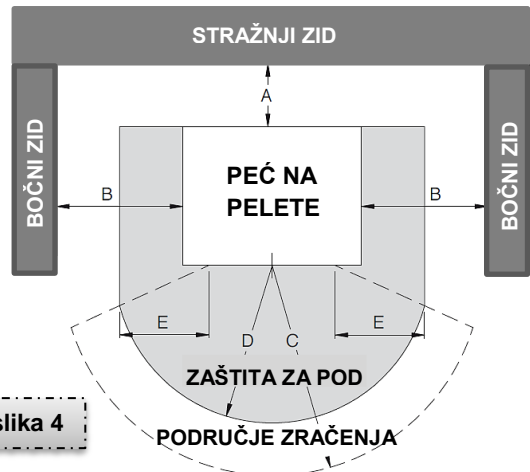 STRAŽNJI ZID
A
BOČNI ZID
BOČNI ZID
PEĆ NA
PELETE
B
B
E
E
D
C
ZAŠTITA ZA POD
slika 4
PODRUČJE ZRAČENJA